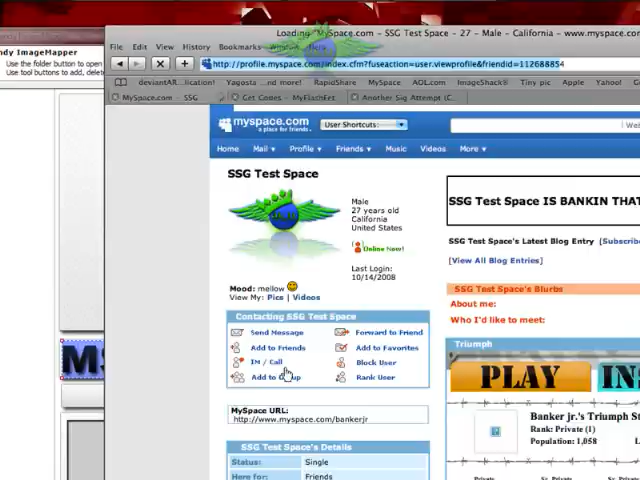 Loading "MySpace.com – SSG Test Space – 27 – Male – California – www.myspace.co
ndy ImageMapper
File Edit View History Bookmarks Window Help
Use the folder button to open
Use tool buttons to add, delete
http://profile.myspace.com/index.cfm?fuseaction=user.viewprofile&friendid=112688854
deviantAR... Yagosta ...nd more! RapidShare MySpace AOL.com ImageShack® Tiny pic Apple Yahoo!
MySpace.com – SSG Get Codes – MyFlashFet Another Sig Attempt (C...
myspace.com
a place for friends
User Shortcuts:
We
Home Mail Profile Friends Music Videos More
SSG Test Space
Male
27 years old
California
United States
Online Now!
Last Login:
10/14/2008
Mood: mellow
View My: Pics | Videos
Contacting SSG Test Space
Send Message Forward to Friend
Add to Friends Add to Favorites
IM / Call Block User
Add to Rank User
MySpace URL:
http://www.myspace.com/bankerjr
SSG Test Space's Details
Status: Single
Here for: Friends
SSG Test Space IS BANKIN THAT
SSG Test Space's Latest Blog Entry (Subscribe
[View All Blog Entries]
SSG Test Space's Blurbs
About me:
Who I'd like to meet:
Triumph
PLAY IN
Banker jr.'s Triumph St
Rank: Private (1)
Population: 1,058 L
Private